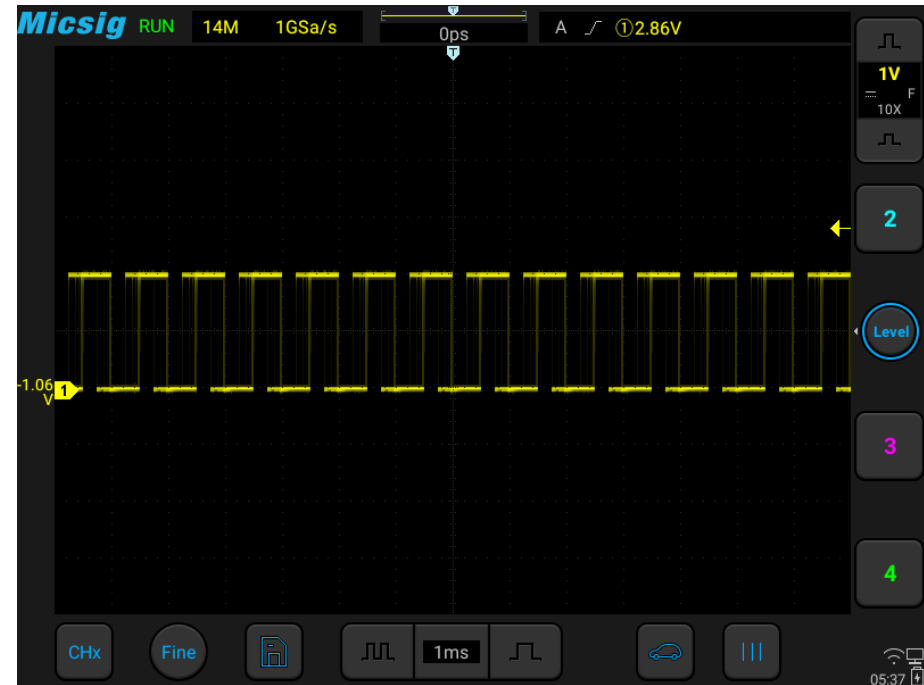 Micsig RUN 14M 1GSa/s T 0ps A ①2.86V
T
1V
F
10X
2
Level
-1.06
V
1
3
4
CHx Fine 1ms
05:37